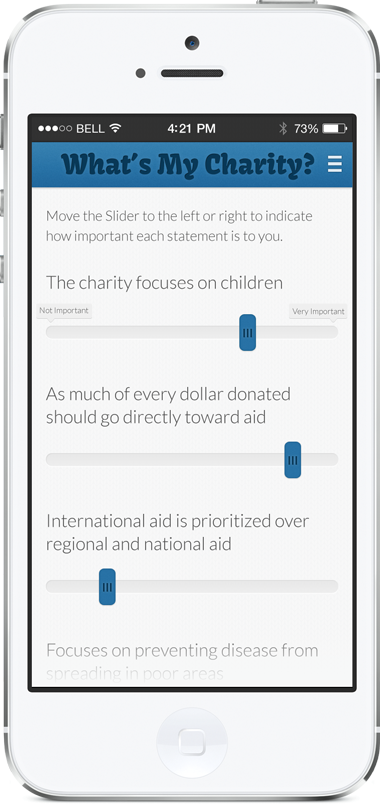 BELL 4:21 PM 73%
What's My Charity?
Move the Slider to the left or right to indicate
how important each statement is to you.
The charity focuses on children
Not Important Very Important
As much of every dollar donated
should go directly toward aid
International aid is prioritized over
regional and national aid
Focuses on preventing disease from
spreading in poor areas